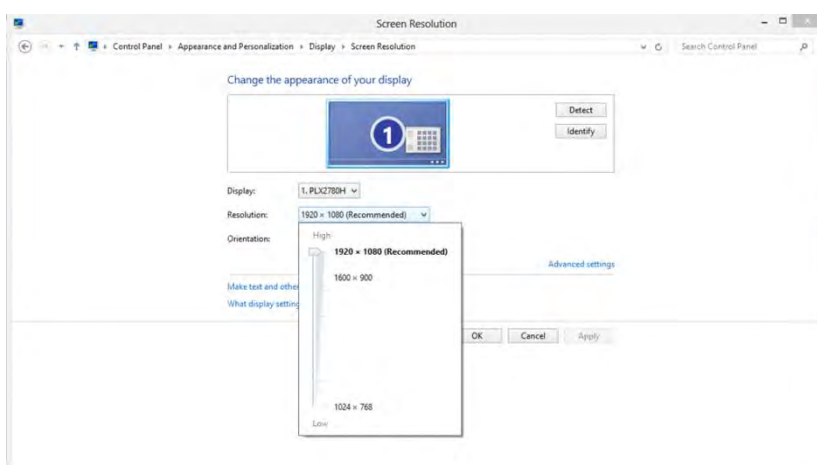 Screen Resolution
Control Panel
Appearance and Personalization
Display
Screen Resolution
Search Control Panel
Change the appearance of your display
1
Detect
Identify
Display:
1. PLX2780H
Resolution:
1920 × 1080 (Recommended)
Orientation:
High
1920 × 1080 (Recommended)
1600 × 900
1024 × 768
Low
Advanced settings
Make text and other
What display setting
OK
Cancel
Apply